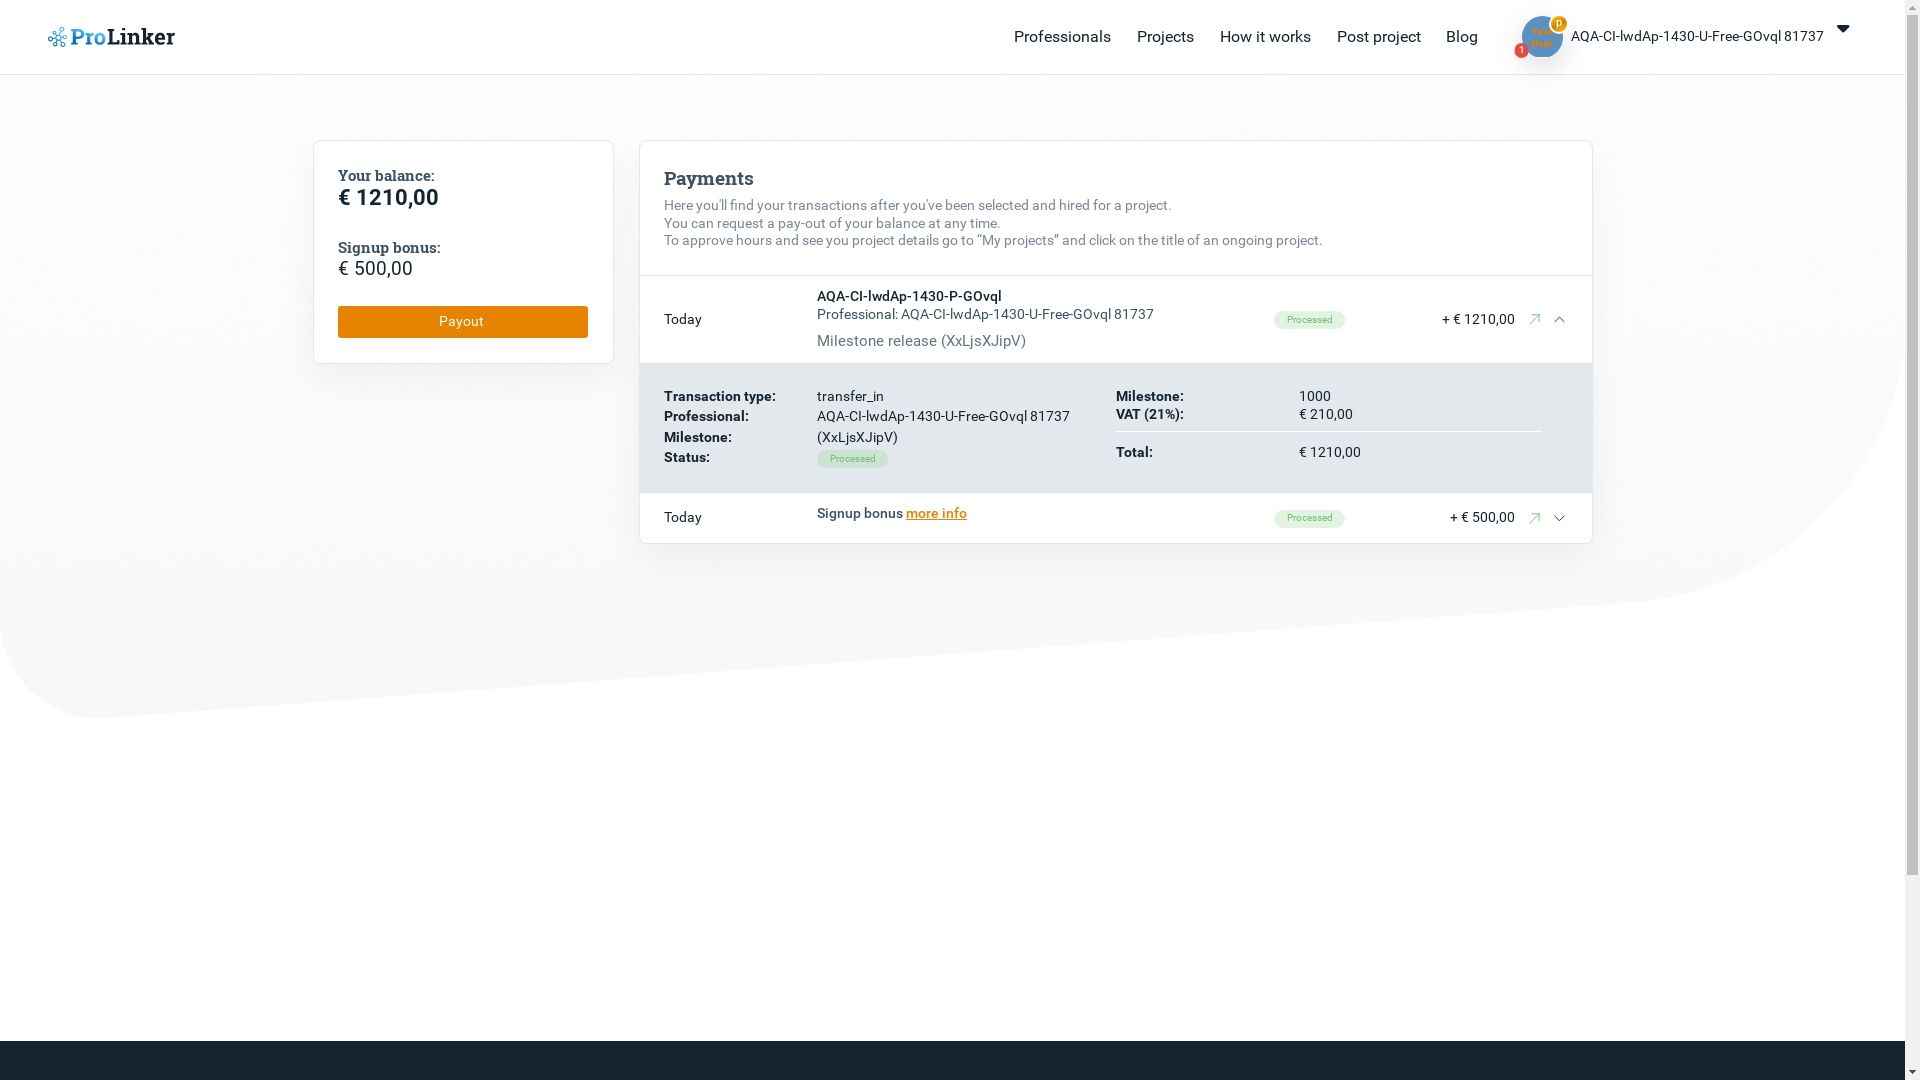 ProLinker
Professionals
Projects
How it works
Post project
Blog
p
1
AQA-CI-lwdAp-1430-U-Free-GOvql 81737
Your balance:
€ 1210,00
Signup bonus:
€ 500,00
Payout
Payments
Here you'll find your transactions after you've been selected and hired for a project.
You can request a pay-out of your balance at any time.
To approve hours and see you project details go to “My projects” and click on the title of an ongoing project.
Today
AQA-CI-lwdAp-1430-P-GOvql
Professional: AQA-CI-lwdAp-1430-U-Free-GOvql 81737
Milestone release (XxLjsXJipV)
Processed
+ € 1210,00
Transaction type: transfer_in
Professional: AQA-CI-lwdAp-1430-U-Free-GOvql 81737
Milestone: (XxLjsXJipV)
Status: Processed
Milestone: 1000
VAT (21%): € 210,00
Total: € 1210,00
Today
Signup bonus more info
Processed
+ € 500,00